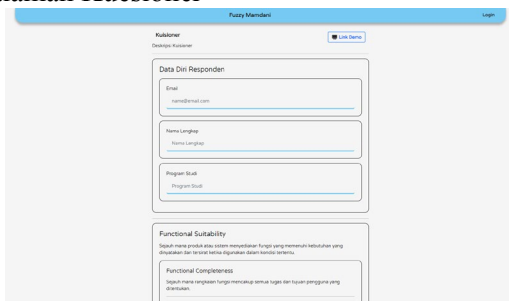 Fuzzy Mamdani
Login
Kuisioner
Link Demo
Deskripsi Kuisioner
Data Diri Responden
Email
name@email.com
Nama Lengkap
Nama Lengkap
Program Studi
Program Studi
Functional Suitability
Sejauh mana produk atau sistem menyediakan fungsi yang memenuhi kebutuhan yang
dinyatakan dan tersirat ketika digunakan dalam kondisi tertentu.
Functional Completeness
Sejauh mana rangkaian fungsi mencakup semua tugas dan tujuan pengguna yang
ditentukan.